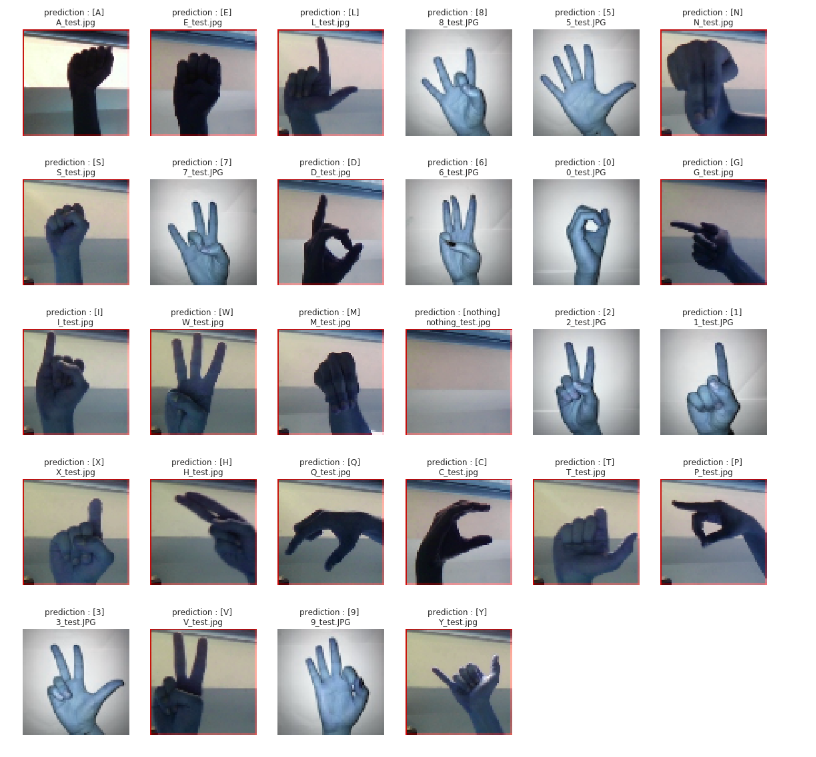 prediction : [A]
A_test.jpg
prediction : [E]
E_test.jpg
prediction : [L]
L_test.jpg
prediction : [8]
8_test.JPG
prediction : [5]
5_test.JPG
prediction : [N]
N_test.jpg
prediction : [S]
S_test.jpg
prediction : [7]
7_test.JPG
prediction : [D]
D_test.jpg
prediction : [6]
6_test.JPG
prediction : [0]
0_test.JPG
prediction : [G]
G_test.jpg
prediction : [I]
I_test.jpg
prediction : [W]
W_test.jpg
prediction : [M]
M_test.jpg
prediction : [nothing]
nothing_test.jpg
prediction : [2]
2_test.JPG
prediction : [1]
1_test.JPG
prediction : [X]
X_test.jpg
prediction : [H]
H_test.jpg
prediction : [Q]
Q_test.jpg
prediction : [C]
C_test.jpg
prediction : [T]
T_test.jpg
prediction : [P]
P_test.jpg
prediction : [3]
3_test.JPG
prediction : [V]
V_test.jpg
prediction : [9]
9_test.JPG
prediction : [Y]
Y_test.jpg